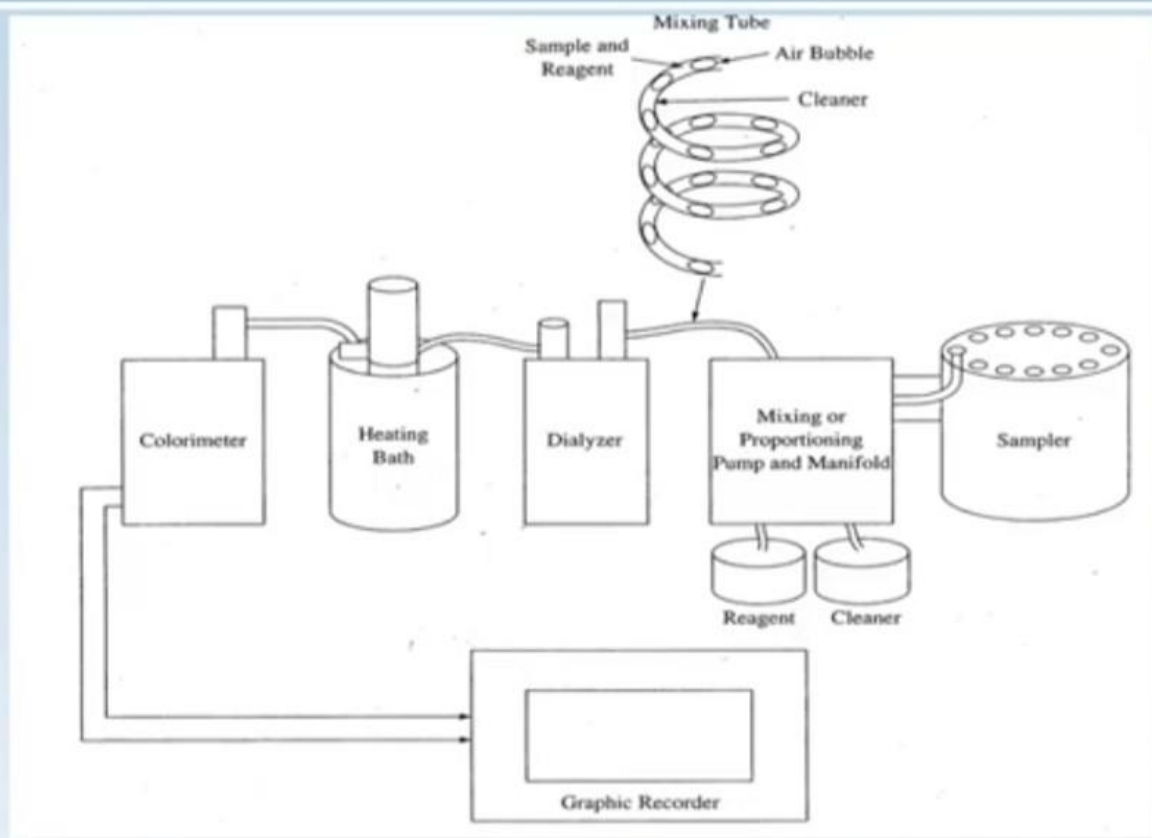 Mixing Tube
Sample and
Reagent
Air Bubble
Cleaner
Colorimeter
Heating
Bath
Dialyzer
Mixing or
Proportioning
Pump and Manifold
Sampler
Reagent
Cleaner
Graphic Recorder